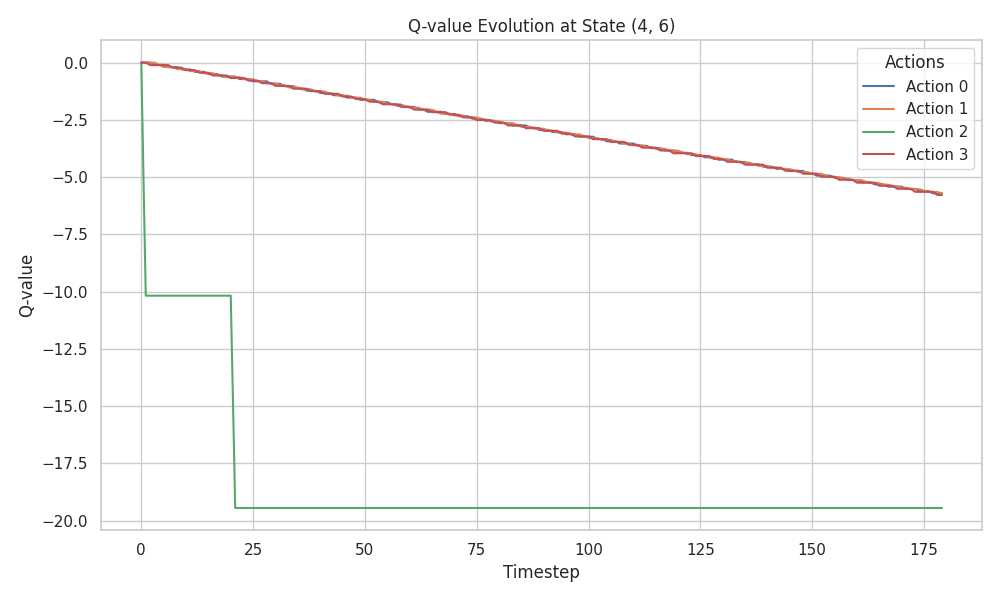 Q-value Evolution at State (4, 6)
Actions
Action 0
Action 1
Action 2
Action 3
Q-value
0.0
−2.5
−5.0
−7.5
−10.0
−12.5
−15.0
−17.5
−20.0
0 25 50 75 100 125 150 175
Timestep